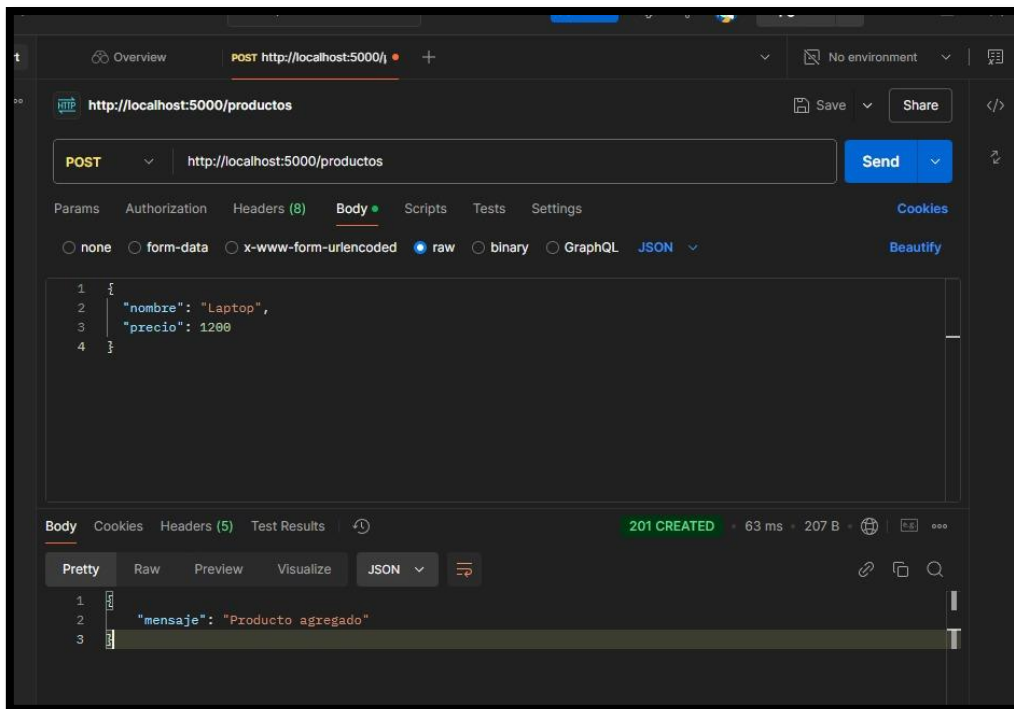 t
Overview
POST http://localhost:5000/
No environment
HTTP http://localhost:5000/productos
Save
Share
POST http://localhost:5000/productos
Send
Params Authorization Headers (8) Body Scripts Tests Settings
Cookies
none form-data x-www-form-urlencoded raw binary GraphQL JSON
Beautify
1 {
2 "nombre": "Laptop",
3 "precio": 1200
4 }
Body Cookies Headers (5) Test Results
201 CREATED • 63 ms • 207 B
Pretty Raw Preview Visualize JSON
1 {
2 "mensaje": "Producto agregado"
3 }